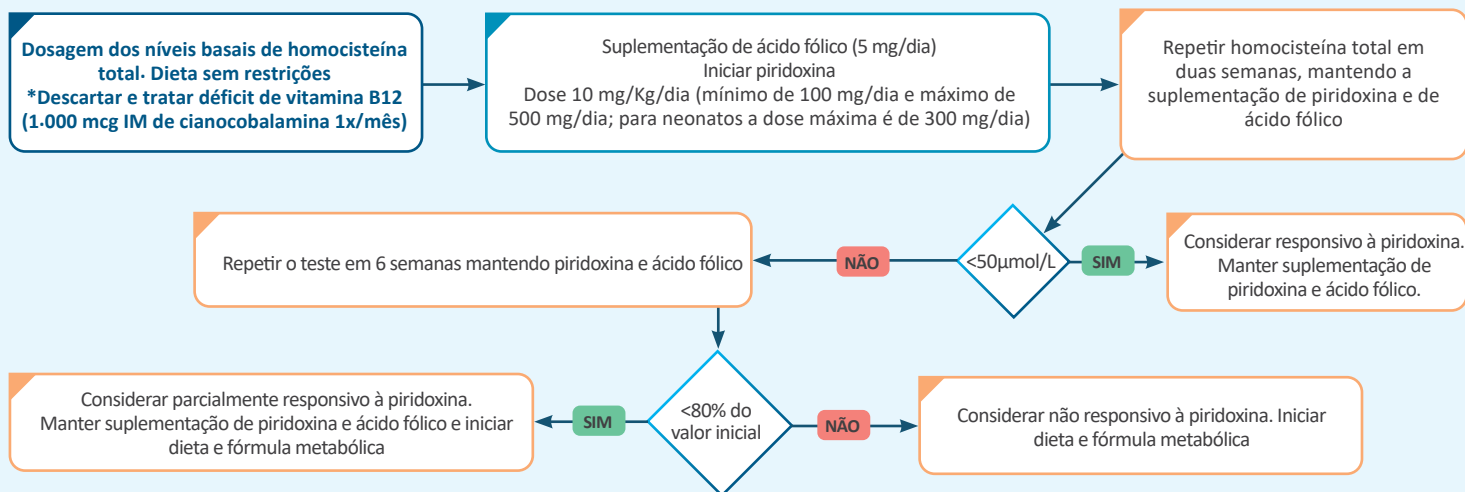 Dosagem dos níveis basais de homocisteína
total. Dieta sem restrições
*Descartar e tratar déficit de vitamina B12
(1.000 mcg IM de cianocobalamina 1x/mês)
Suplementação de ácido fólico (5 mg/dia)
Iniciar piridoxina
Dose 10 mg/Kg/dia (mínimo de 100 mg/dia e máximo de
500 mg/dia; para neonatos a dose máxima é de 300 mg/dia)
Repetir homocisteína total em
duas semanas, mantendo a
suplementação de piridoxina e de
ácido fólico
<50µmol/L
SIM
Considerar responsivo à piridoxina.
Manter suplementação de
piridoxina e ácido fólico.
NÃO
Repetir o teste em 6 semanas mantendo piridoxina e ácido fólico
<80% do
valor inicial
SIM
Considerar parcialmente responsivo à piridoxina.
Manter suplementação de piridoxina e ácido fólico e iniciar
dieta e fórmula metabólica
NÃO
Considerar não responsivo à piridoxina. Iniciar
dieta e fórmula metabólica